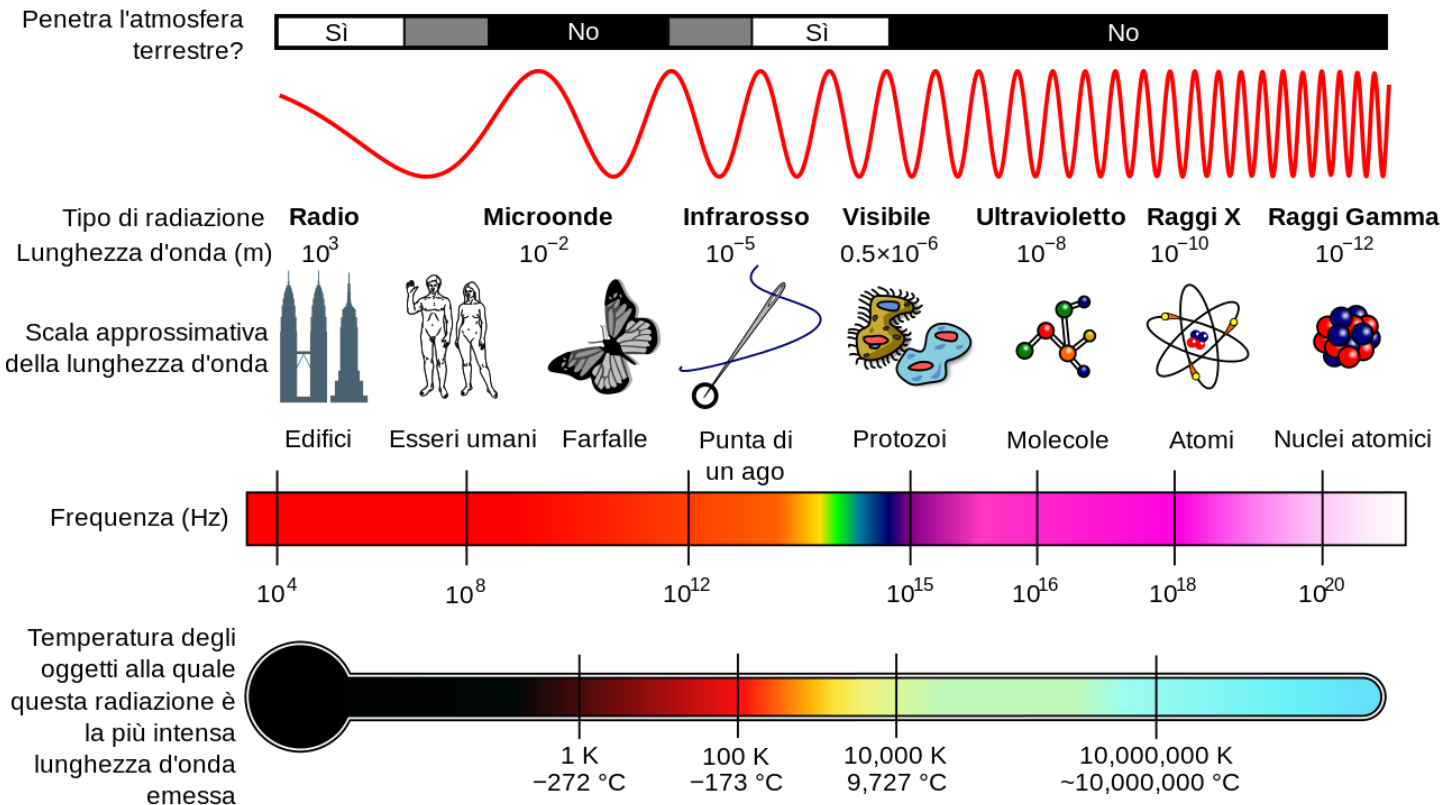 Penetra l'atmosfera
terrestre?
Sì No Sì No
Tipo di radiazione Radio Microonde Infrarosso Visibile Ultravioletto Raggi X Raggi Gamma
Lunghezza d'onda (m) 10³ 10⁻² 10⁻⁵ 0.5×10⁻⁶ 10⁻⁸ 10⁻¹⁰ 10⁻¹²
Scala approssimativa
della lunghezza d'onda
Edifici Esseri umani Farfalle Punta di Protozoi Molecole Atomi Nuclei atomici
un ago
Frequenza (Hz)
10⁴ 10⁸ 10¹² 10¹⁵ 10¹⁶ 10¹⁸ 10²⁰
Temperatura degli
oggetti alla quale
questa radiazione è
la più intensa
lunghezza d'onda
emessa
1 K 100 K 10,000 K 10,000,000 K
−272 °C −173 °C 9,727 °C ~10,000,000 °C